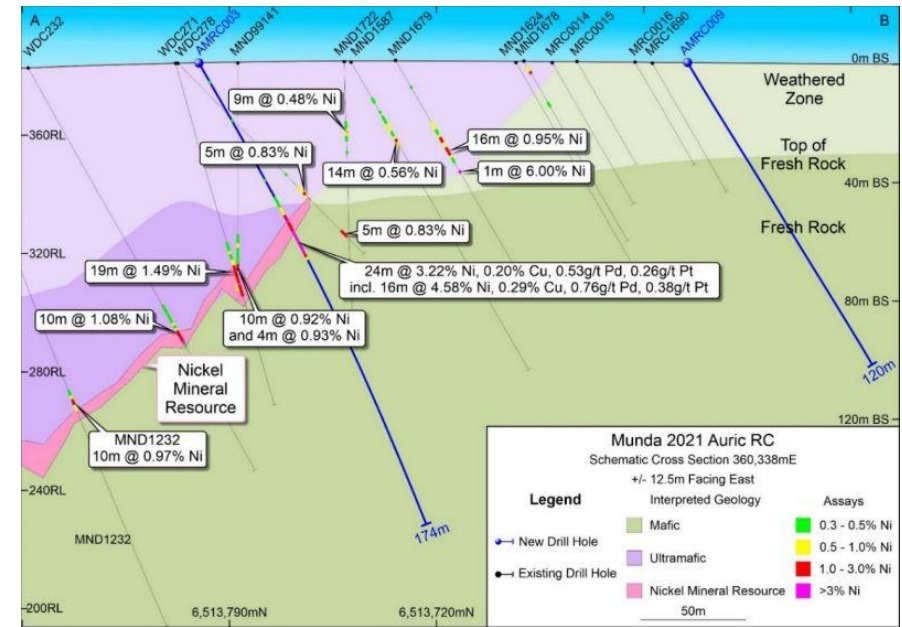 A
B
WDC232
WDC271
WDC278
AMRC003
MND99141
MND1722
MND1587
MND1679
MND1624
MND1678
MRC0014
MRC0015
MRC0016
MRC1690
AMRC009
0m BS
Weathered
Zone
9m @ 0.48% Ni
360RL
16m @ 0.95% Ni
Top of
Fresh Rock
5m @ 0.83% Ni
14m @ 0.56% Ni
1m @ 6.00% Ni
40m BS
5m @ 0.83% Ni
Fresh Rock
320RL
19m @ 1.49% Ni
24m @ 3.22% Ni, 0.20% Cu, 0.53g/t Pd, 0.26g/t Pt
incl. 16m @ 4.58% Ni, 0.29% Cu, 0.76g/t Pd, 0.38g/t Pt
80m BS
10m @ 1.08% Ni
10m @ 0.92% Ni
and 4m @ 0.93% Ni
280RL
Nickel
Mineral
Resource
120m
120m BS
MND1232
10m @ 0.97% Ni
240RL
174m
MND1232
200RL
6,513,790mN
6,513,720mN
Munda 2021 Auric RC
Schematic Cross Section 360,338mE
+/- 12.5m Facing East
Legend
Interpreted Geology
Assays
New Drill Hole
Existing Drill Hole
Mafic
Ultramafic
Nickel Mineral Resource
0.3 - 0.5% Ni
0.5 - 1.0% Ni
1.0 - 3.0% Ni
>3% Ni
50m